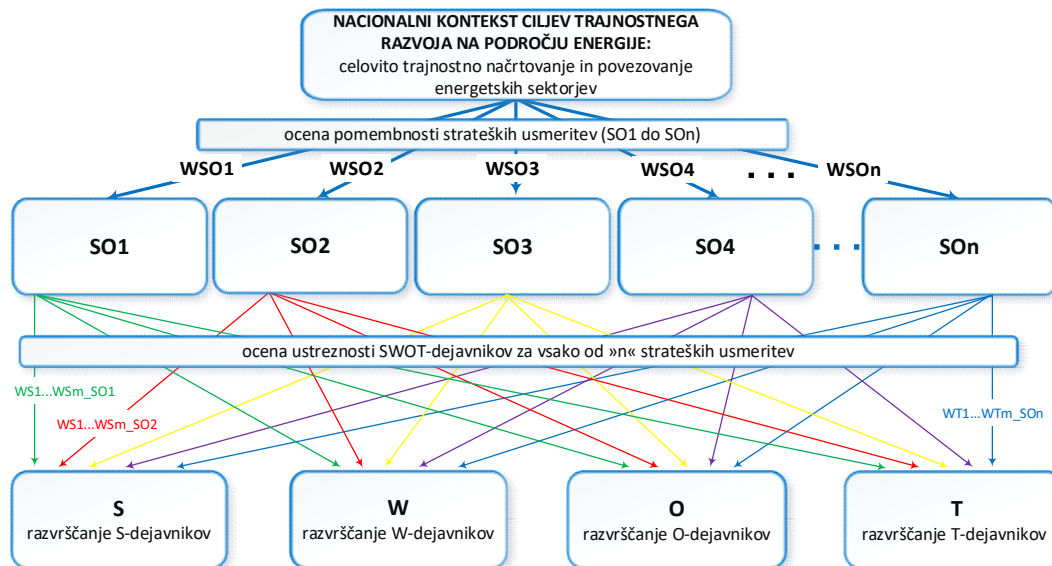 NACIONALNI KONTEKST CILJEV TRAJNOSTNEGA
RAZVOJA NA PODROČJU ENERGIJE:
celovito trajnostno načrtovanje in povezovanje
energetskih sektorjev
ocena pomembnosti strateških usmeritev (SO1 do SOn)
WSO1 WSO2 WSO3 WSO4 . . . WSOn
SO1 SO2 SO3 SO4 . . . SOn
ocena ustreznosti SWOT-dejavnikov za vsako od »n« strateških usmeritev
WS1...WSm_SO1
WS1...WSm_SO2
WT1...WTm_SOn
S
razvrščanje S-dejavnikov
W
razvrščanje W-dejavnikov
O
razvrščanje O-dejavnikov
T
razvrščanje T-dejavnikov